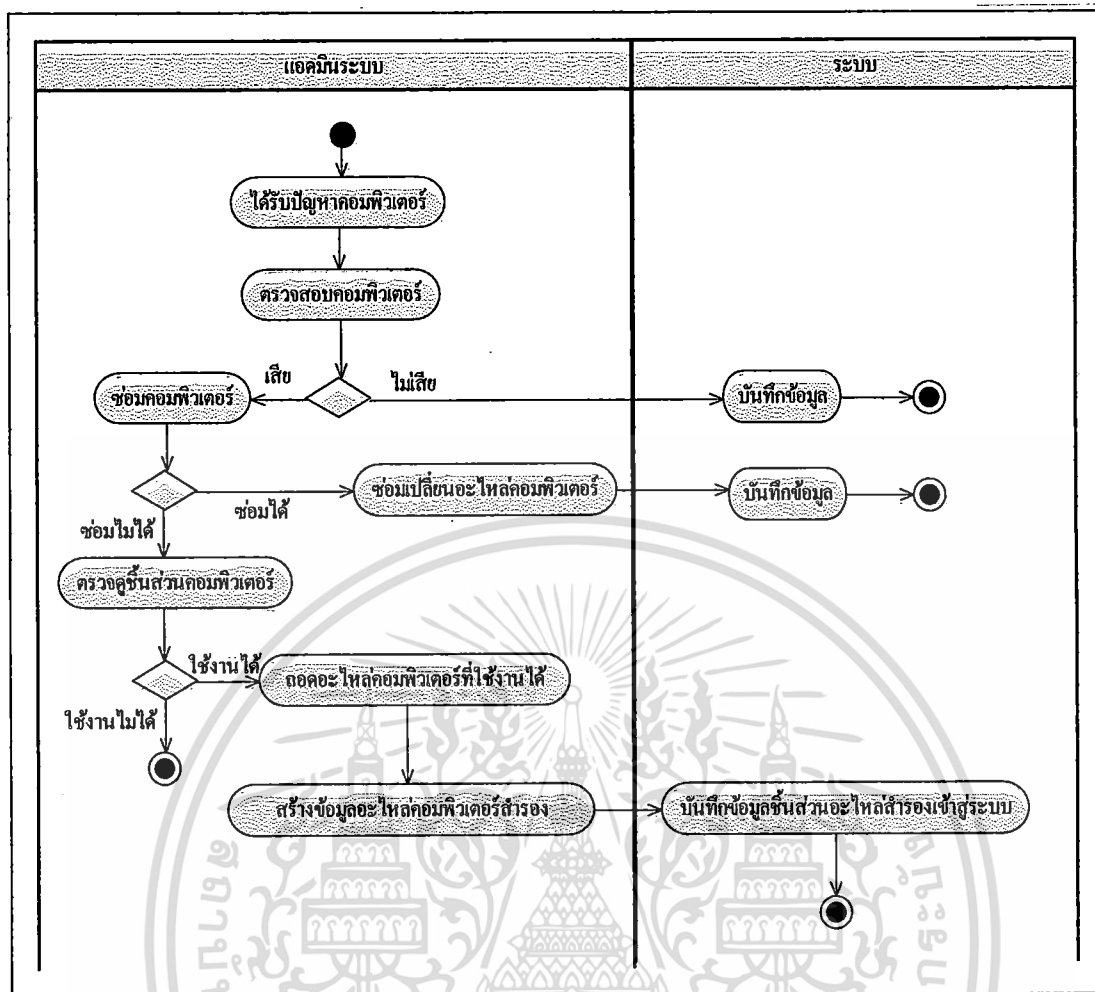 แอดมินระบบ
ระบบ
ได้รับปัญหาคอมพิวเตอร์
ตรวจสอบคอมพิวเตอร์
เสีย
ไม่เสีย
ซ่อมคอมพิวเตอร์
บันทึกข้อมูล
ซ่อมได้
ซ่อมเปลี่ยนอะไหล่คอมพิวเตอร์
บันทึกข้อมูล
ซ่อมไม่ได้
ตรวจดูชิ้นส่วนคอมพิวเตอร์
ใช้งานได้
ถอดอะไหล่คอมพิวเตอร์ที่ใช้งานได้
ใช้งานไม่ได้
สร้างข้อมูลอะไหล่คอมพิวเตอร์สำรอง
บันทึกข้อมูลชิ้นส่วนอะไหล่สำรองเข้าสู่ระบบ